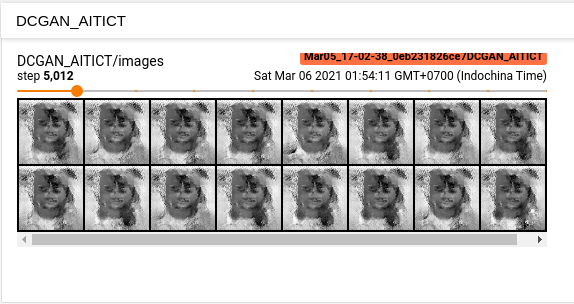 DCGAN_AITICT
DCGAN_AITICT/images
Mar05_17-02-38_0eb231826ce7DCGAN_AITICT
step 5,012
Sat Mar 06 2021 01:54:11 GMT+0700 (Indochina Time)